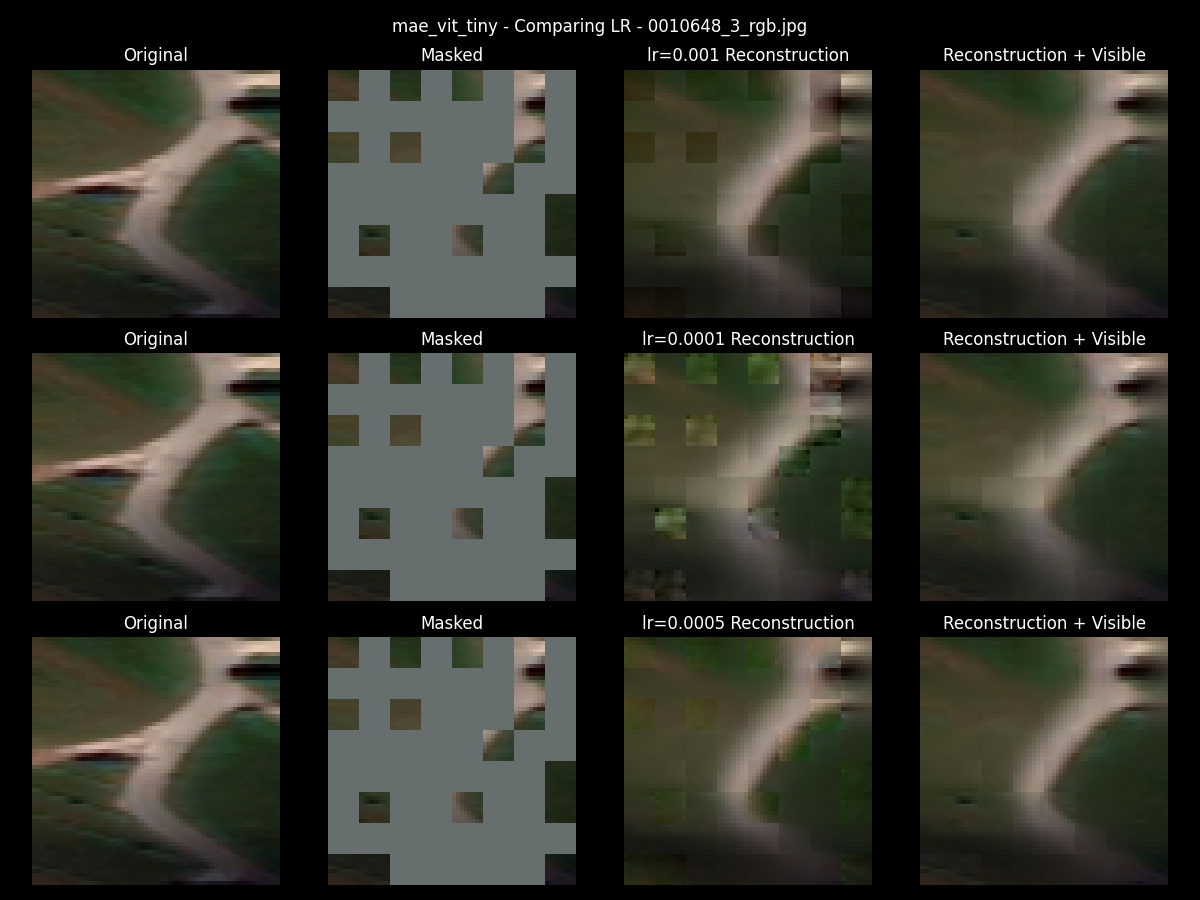 mae_vit_tiny - Comparing LR - 0010648_3_rgb.jpg
Original Masked lr=0.001 Reconstruction Reconstruction + Visible
Original Masked lr=0.0001 Reconstruction Reconstruction + Visible
Original Masked lr=0.0005 Reconstruction Reconstruction + Visible